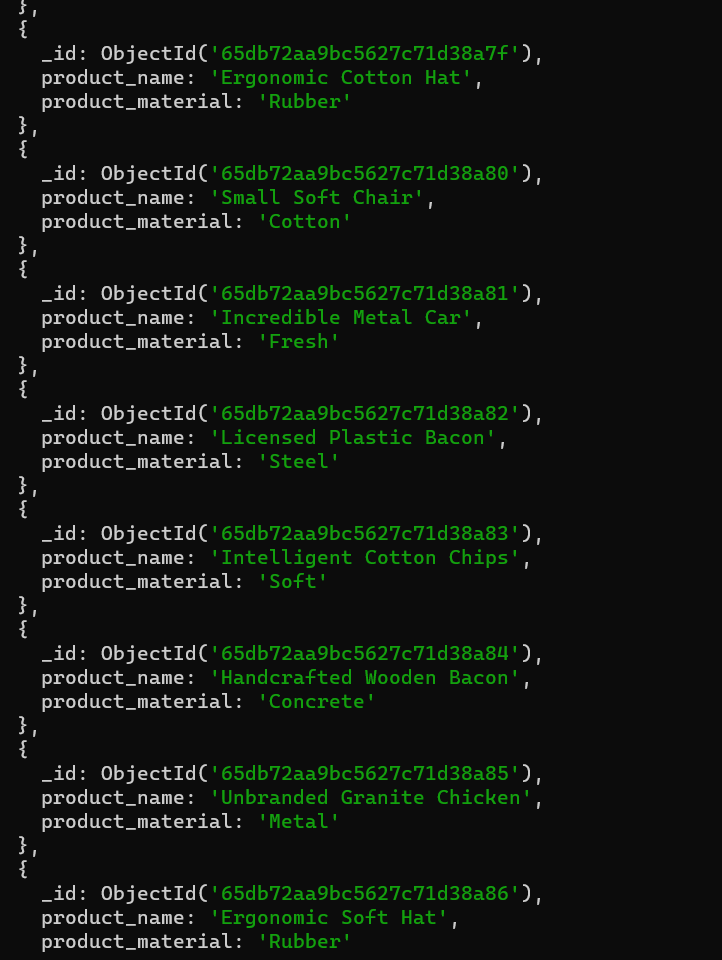 },
{
_id: ObjectId('65db72aa9bc5627c71d38a7f'),
product_name: 'Ergonomic Cotton Hat',
product_material: 'Rubber'
},
{
_id: ObjectId('65db72aa9bc5627c71d38a80'),
product_name: 'Small Soft Chair',
product_material: 'Cotton'
},
{
_id: ObjectId('65db72aa9bc5627c71d38a81'),
product_name: 'Incredible Metal Car',
product_material: 'Fresh'
},
{
_id: ObjectId('65db72aa9bc5627c71d38a82'),
product_name: 'Licensed Plastic Bacon',
product_material: 'Steel'
},
{
_id: ObjectId('65db72aa9bc5627c71d38a83'),
product_name: 'Intelligent Cotton Chips',
product_material: 'Soft'
},
{
_id: ObjectId('65db72aa9bc5627c71d38a84'),
product_name: 'Handcrafted Wooden Bacon',
product_material: 'Concrete'
},
{
_id: ObjectId('65db72aa9bc5627c71d38a85'),
product_name: 'Unbranded Granite Chicken',
product_material: 'Metal'
},
{
_id: ObjectId('65db72aa9bc5627c71d38a86'),
product_name: 'Ergonomic Soft Hat',
product_material: 'Rubber'